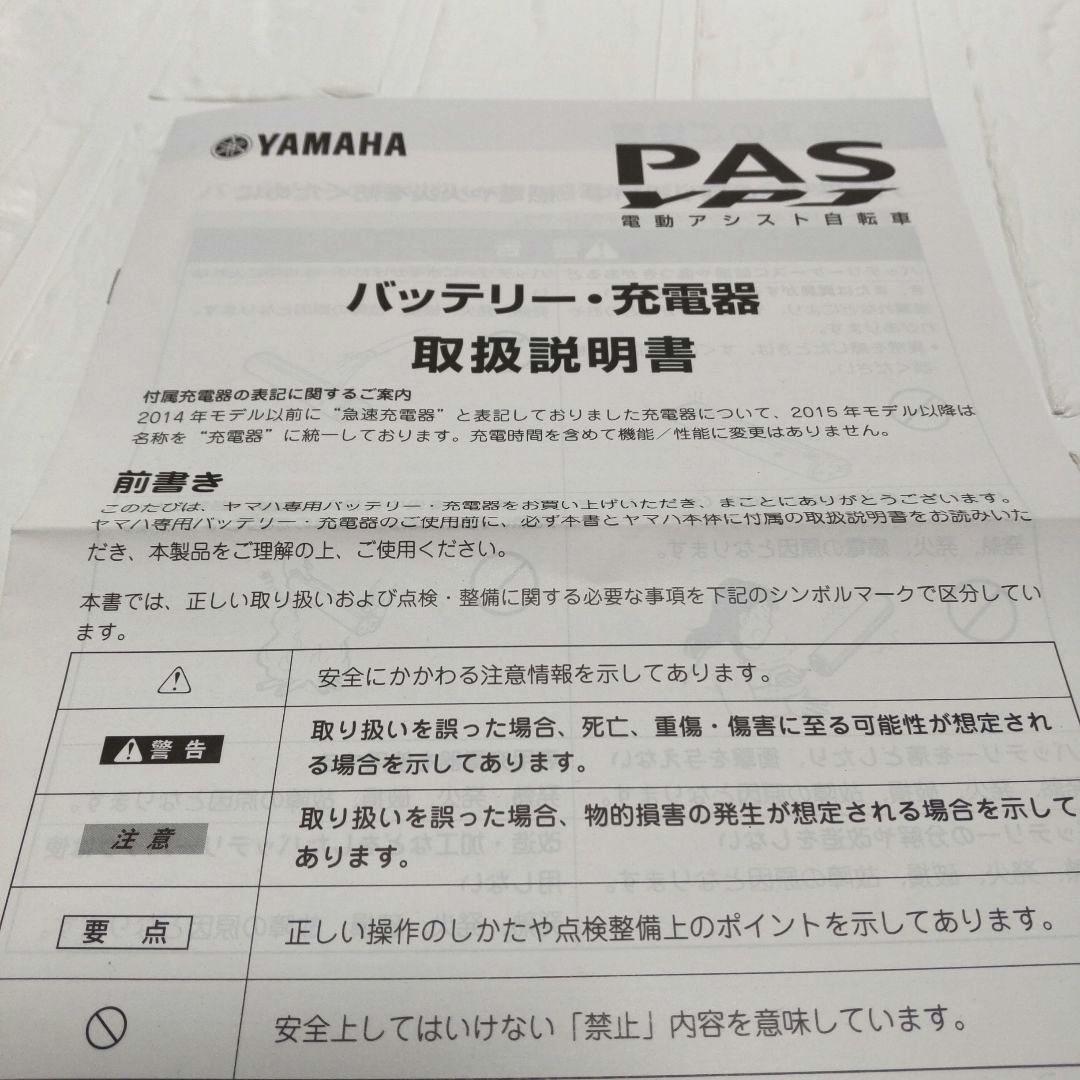 YAMAHA
PAS
電動アシスト自転車
バッテリー・充電器
取扱説明書
付属充電器の表記に関するご案内
2014年モデル以前に“急速充電器”と表記しておりました充電器について、2015年モデル以降は
名称を“充電器”に統一しております。充電時間を含めて機能／性能に変更はありません。
前書き
このたびは、ヤマハ専用バッテリー・充電器をお買い上げいただき、まことにありがとうございます。
ヤマハ専用バッテリー・充電器のご使用前に、必ず本書とヤマハ本体に付属の取扱説明書をお読みいた
だき、本製品をご理解の上、ご使用ください。
本書では、正しい取り扱いおよび点検・整備に関する必要な事項を下記のシンボルマークで区分してい
ます。
安全にかかわる注意情報を示してあります。
警告
取り扱いを誤った場合、死亡、重傷・傷害に至る可能性が想定され
る場合を示してあります。
注意
取り扱いを誤った場合、物的損害の発生が想定される場合を示して
あります。
要点
正しい操作のしかたや点検整備上のポイントを示してあります。
安全上してはいけない「禁止」内容を意味しています。